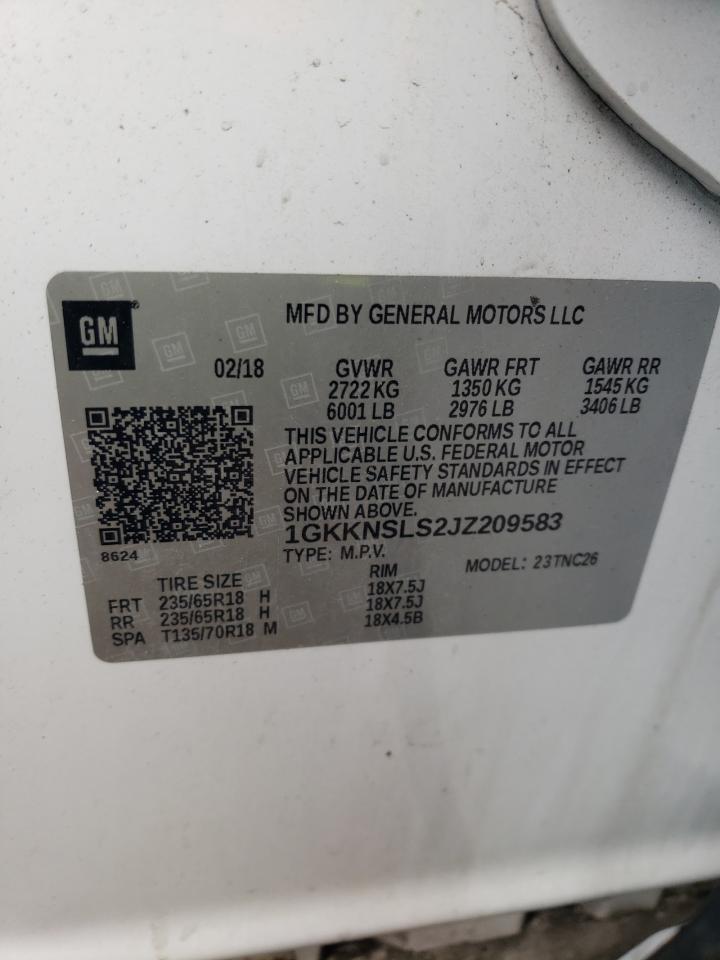 GM
MFD BY GENERAL MOTORS LLC
02/18 GVWR GAWR FRT GAWR RR
2722 KG 1350 KG 1545 KG
6001 LB 2976 LB 3406 LB
THIS VEHICLE CONFORMS TO ALL
APPLICABLE U.S. FEDERAL MOTOR
VEHICLE SAFETY STANDARDS IN EFFECT
ON THE DATE OF MANUFACTURE
SHOWN ABOVE.
1GKKNSLS2JZ209583
8624
TYPE: M.P.V. MODEL: 23TNC26
TIRE SIZE RIM
FRT 235/65R18 H 18X7.5J
RR 235/65R18 H 18X7.5J
SPA T135/70R18 M 18X4.5B